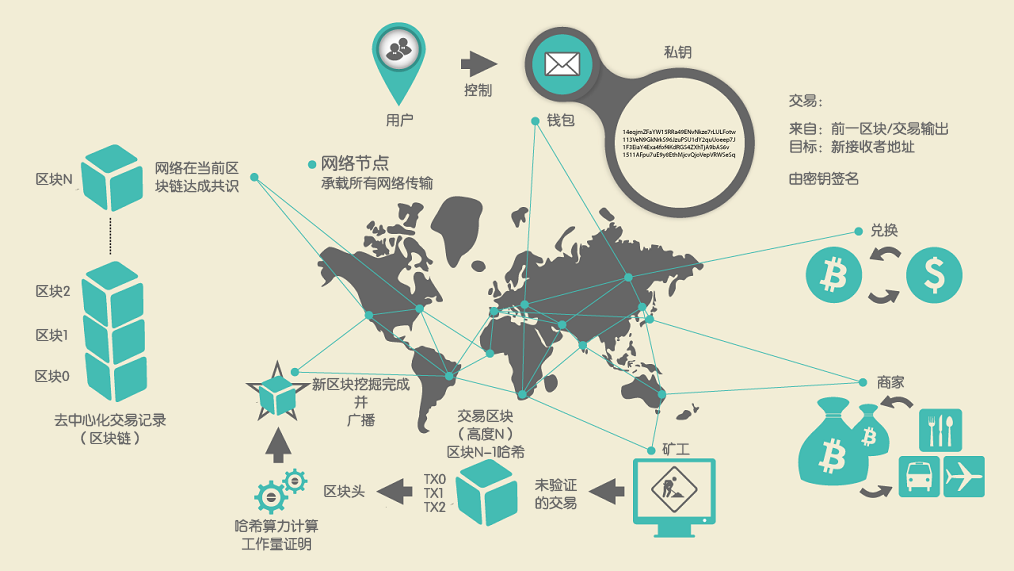 私钥
控制
用户
钱包
14eqjmZFaYW15RRa49ENvNkze7rLULFotw
113VeN9GkNrkS96JzuPSU1dY2quUoeep7J
交易：
来自：前一区块/交易输出
目标：新接收者地址
由密钥签名
网络节点
承载所有网络传输
区块N
网络在当前区
块链达成共识
兑换
区块2
区块1
区块0
去中心化交易记录
（区块链）
新区块挖掘完成
并
广播
交易区块
（高度N）
区块N-1哈希
商家
矿工
TX0
TX1
TX2
未验证
的交易
区块头
哈希算力计算
工作量证明